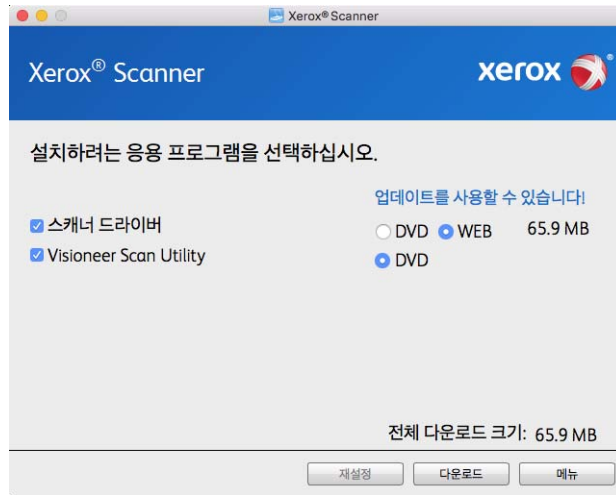 Xerox® Scanner
Xerox® Scanner
xerox®
설치하려는 응용 프로그램을 선택하십시오.
업데이트를 사용할 수 있습니다!
스캐너 드라이버
DVD WEB 65.9 MB
Visioneer Scan Utility
DVD
전체 다운로드 크기: 65.9 MB
재설정 다운로드 메뉴